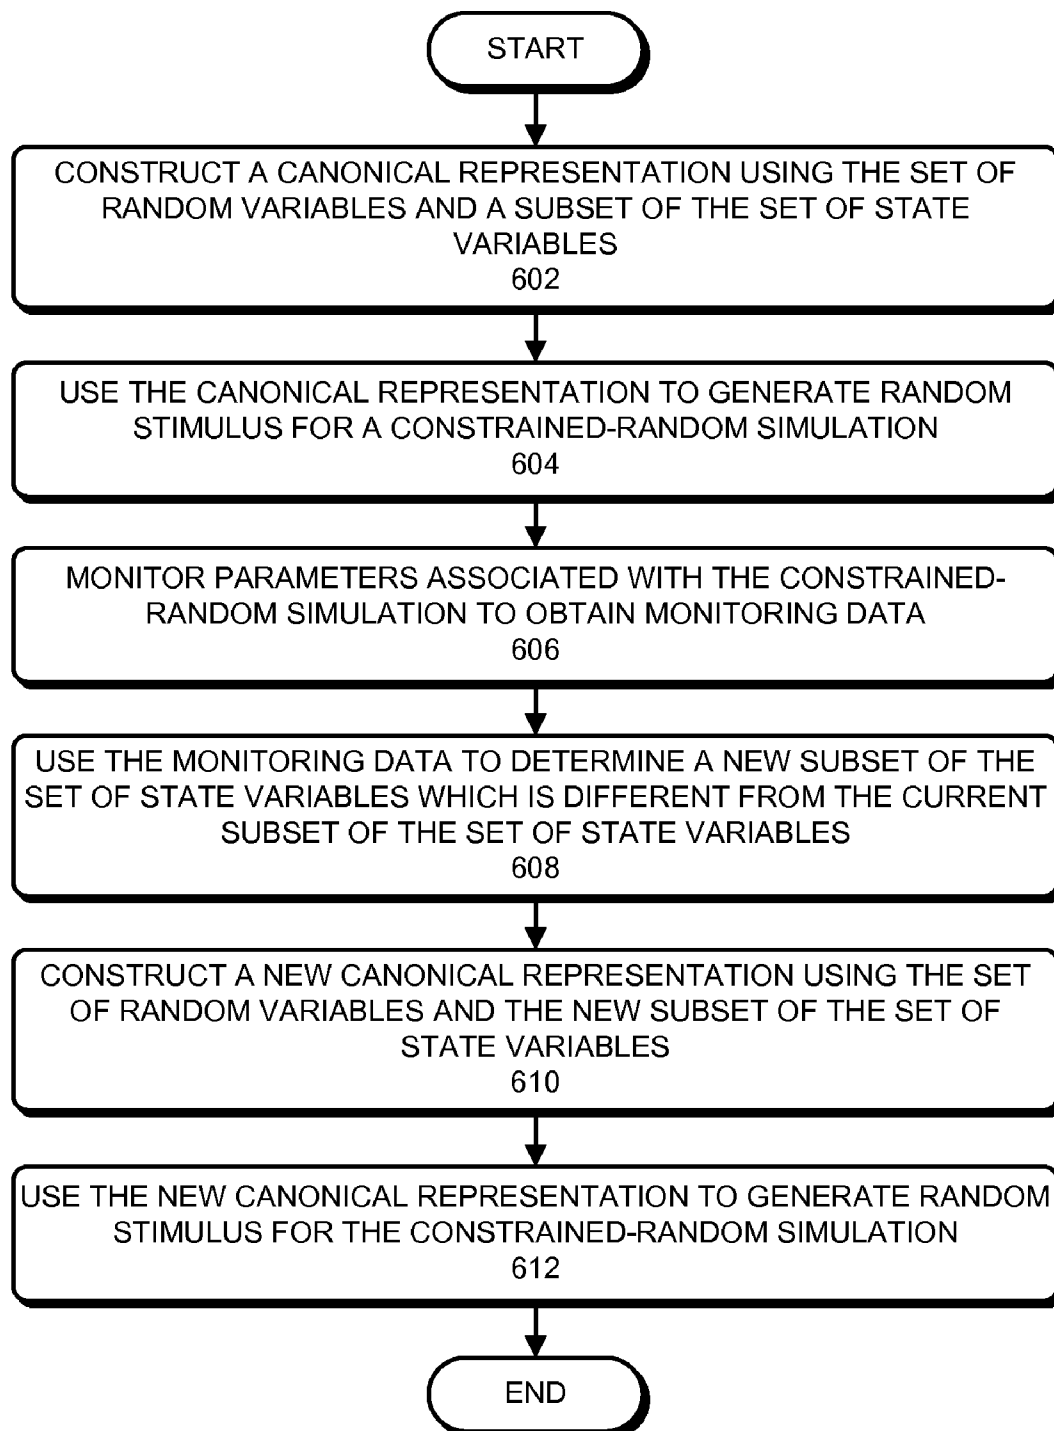 START
CONSTRUCT A CANONICAL REPRESENTATION USING THE SET OF
RANDOM VARIABLES AND A SUBSET OF THE SET OF STATE
VARIABLES
602
USE THE CANONICAL REPRESENTATION TO GENERATE RANDOM
STIMULUS FOR A CONSTRAINED-RANDOM SIMULATION
604
MONITOR PARAMETERS ASSOCIATED WITH THE CONSTRAINED-
RANDOM SIMULATION TO OBTAIN MONITORING DATA
606
USE THE MONITORING DATA TO DETERMINE A NEW SUBSET OF THE
SET OF STATE VARIABLES WHICH IS DIFFERENT FROM THE CURRENT
SUBSET OF THE SET OF STATE VARIABLES
608
CONSTRUCT A NEW CANONICAL REPRESENTATION USING THE SET
OF RANDOM VARIABLES AND THE NEW SUBSET OF THE SET OF
STATE VARIABLES
610
USE THE NEW CANONICAL REPRESENTATION TO GENERATE RANDOM
STIMULUS FOR THE CONSTRAINED-RANDOM SIMULATION
612
END